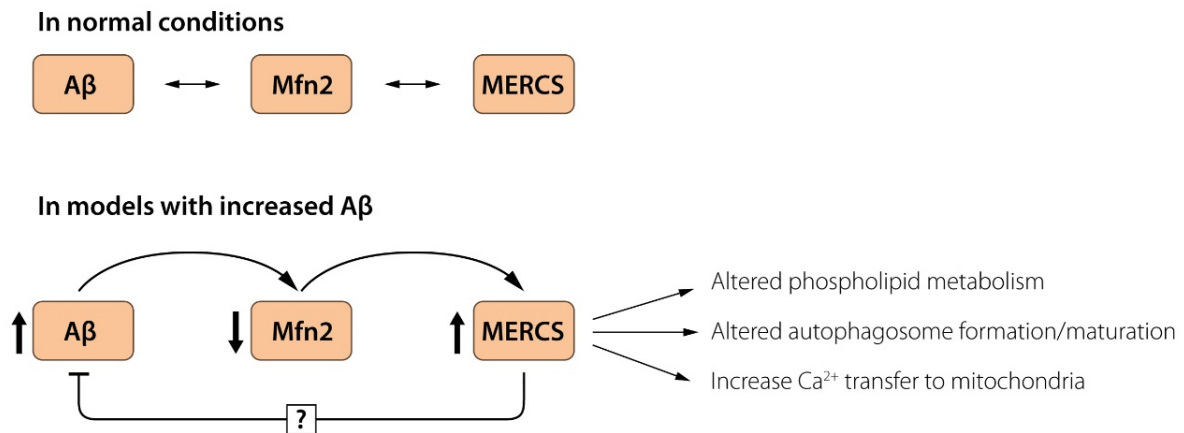 In normal conditions
Aβ Mfn2 MERCS
In models with increased Aβ
Aβ Mfn2 MERCS
Altered phospholipid metabolism
Altered autophagosome formation/maturation
Increase Ca²⁺ transfer to mitochondria
?